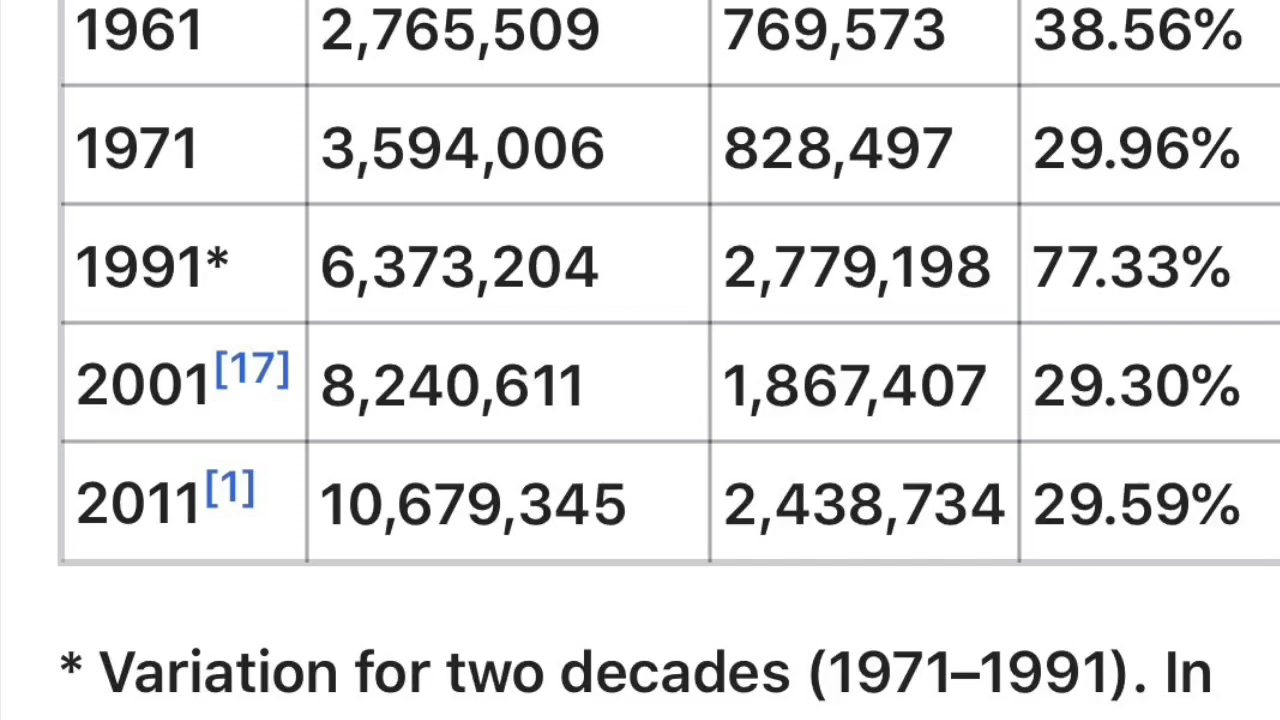 1961 2,765,509 769,573 38.56%
1971 3,594,006 828,497 29.96%
1991* 6,373,204 2,779,198 77.33%
2001[17] 8,240,611 1,867,407 29.30%
2011[1] 10,679,345 2,438,734 29.59%
* Variation for two decades (1971–1991). In